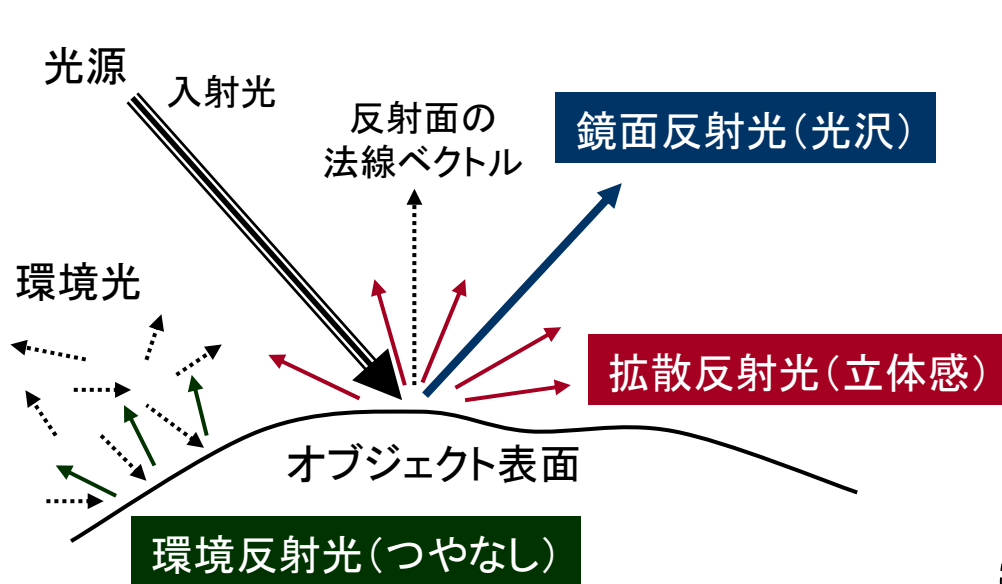 光源
入射光
反射面の
法線ベクトル
鏡面反射光（光沢）
環境光
拡散反射光（立体感）
オブジェクト表面
環境反射光（つやなし）